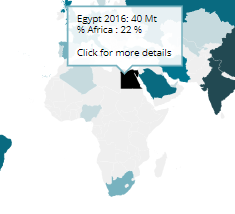 Egypt 2016: 40 Mt
% Africa : 22 %
Click for more details